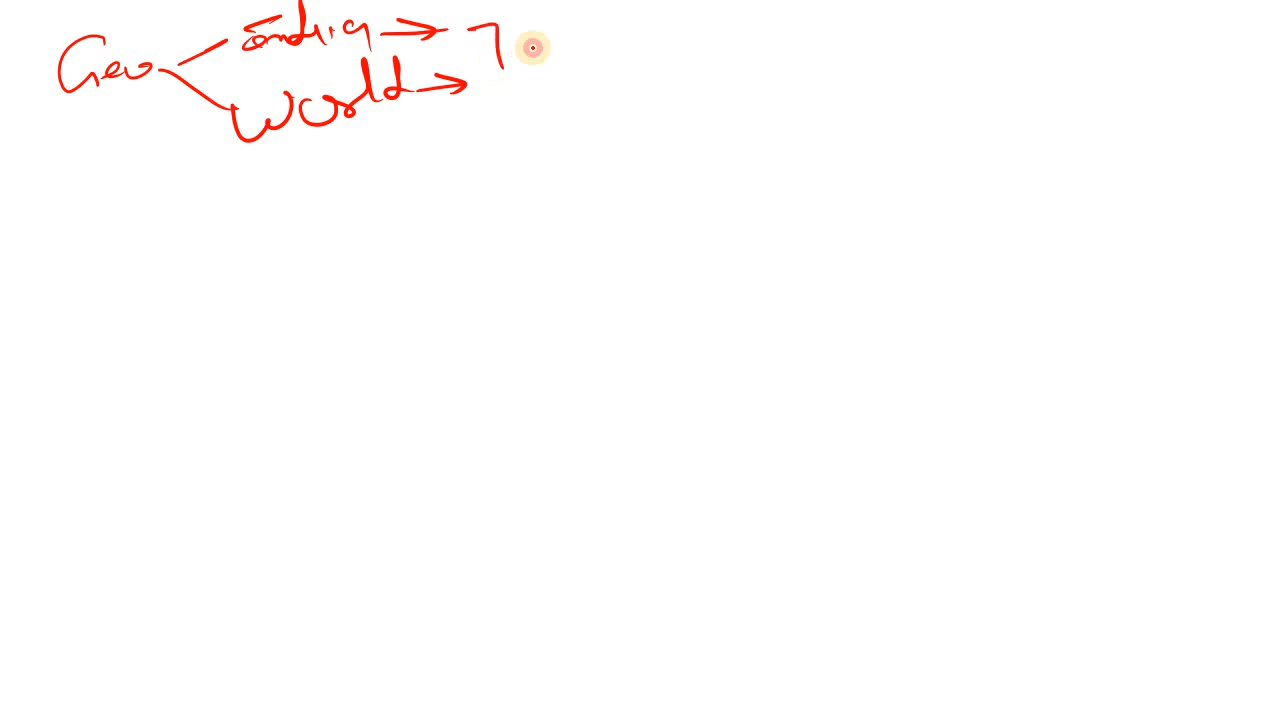 Geo India → 7
World →